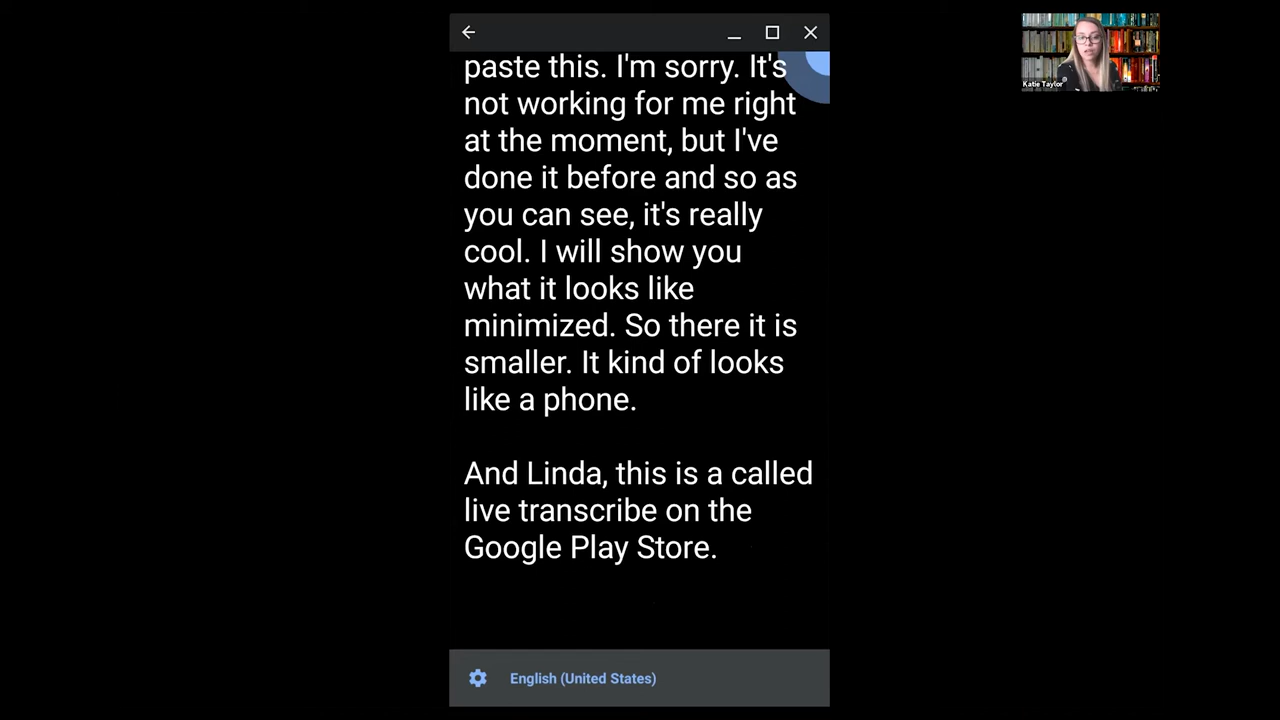 paste this. I'm sorry. It's
not working for me right
at the moment, but I've
done it before and so as
you can see, it's really
cool. I will show you
what it looks like
minimized. So there it is
smaller. It kind of looks
like a phone.
And Linda, this is a called
live transcribe on the
Google Play Store.
English (United States)
Katie Taylor